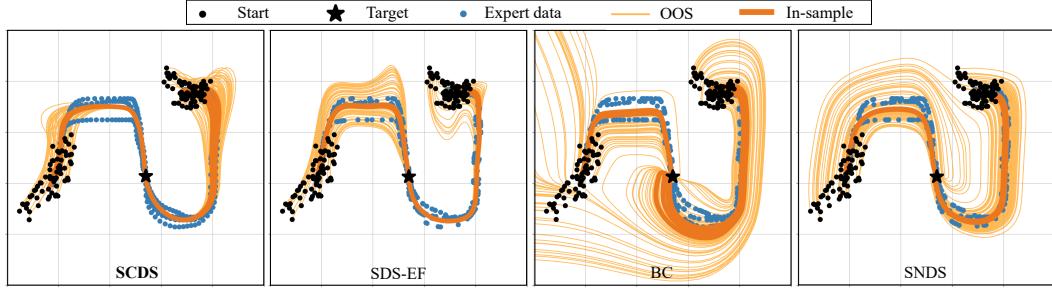 Start Target Expert data OOS In-sample
SCDS SDS-EF BC SNDS